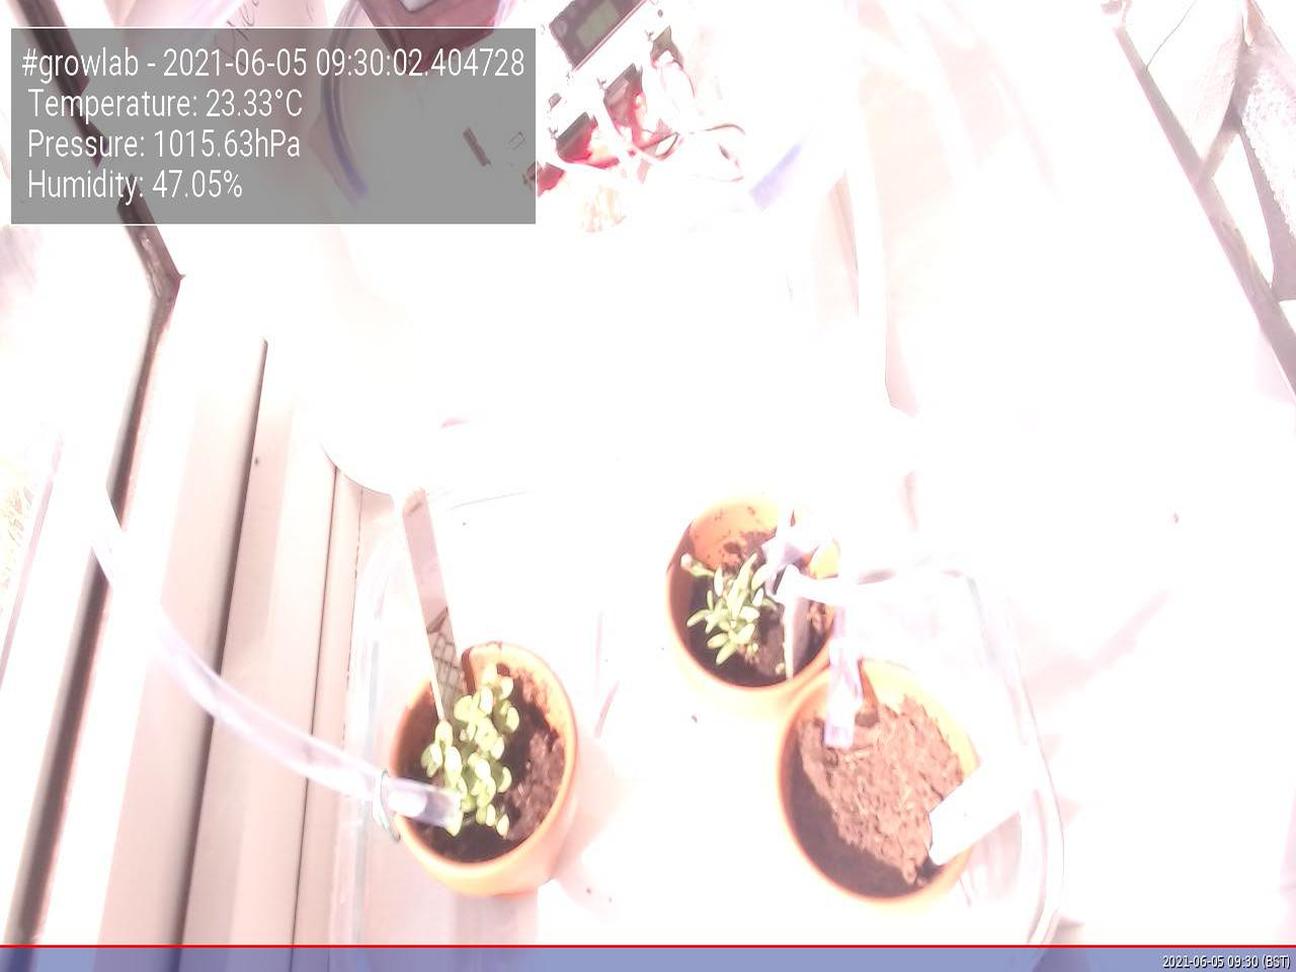 #growlab - 2021-06-05 09:30:02.404728
Temperature: 23.33°C
Pressure: 1015.63hPa
Humidity: 47.05%
2021-06-05 09:30 (BST)